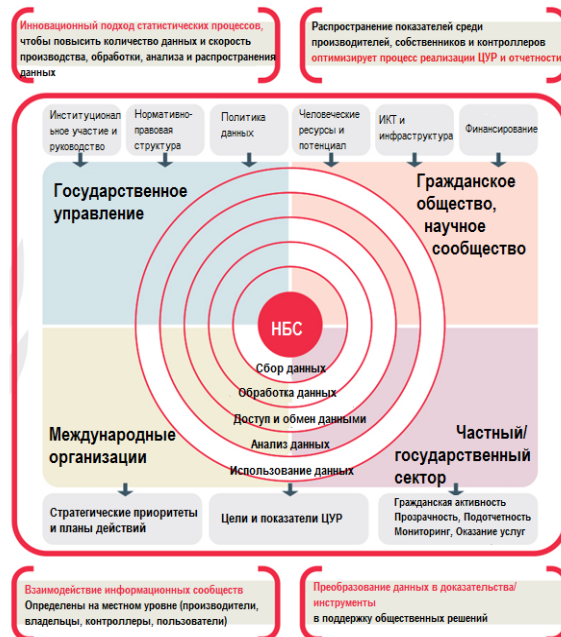 Инновационный подход статистических процессов,
чтобы повысить количество данных и скорость
производства, обработки, анализа и распространения
данных
Распространение показателей среди
производителей, собственников и контроллеров
оптимизирует процесс реализации ЦУР и отчетности
Институционал
ьное участие и
руководство
Нормативно-
правовая
структура
Политика
данных
Человеческие
ресурсы и
потенциал
ИКТ и
инфраструктура
Финансирование
Государственное
управление
Гражданское
общество,
научное
сообщество
НБС
Сбор данных
Обработка данных
Доступ и обмен данными
Анализ данных
Использование данных
Международные
организации
Частный/
государственный
сектор
Стратегические приоритеты
и планы действий
Цели и показатели ЦУР
Гражданская активность
Прозрачность, Подотчетность
Мониторинг, Оказание услуг
Взаимодействие информационных сообществ
Определены на местном уровне (производители,
владельцы, контроллеры, пользователи)
Преобразование данных в доказательства/
инструменты
в поддержку общественных решений